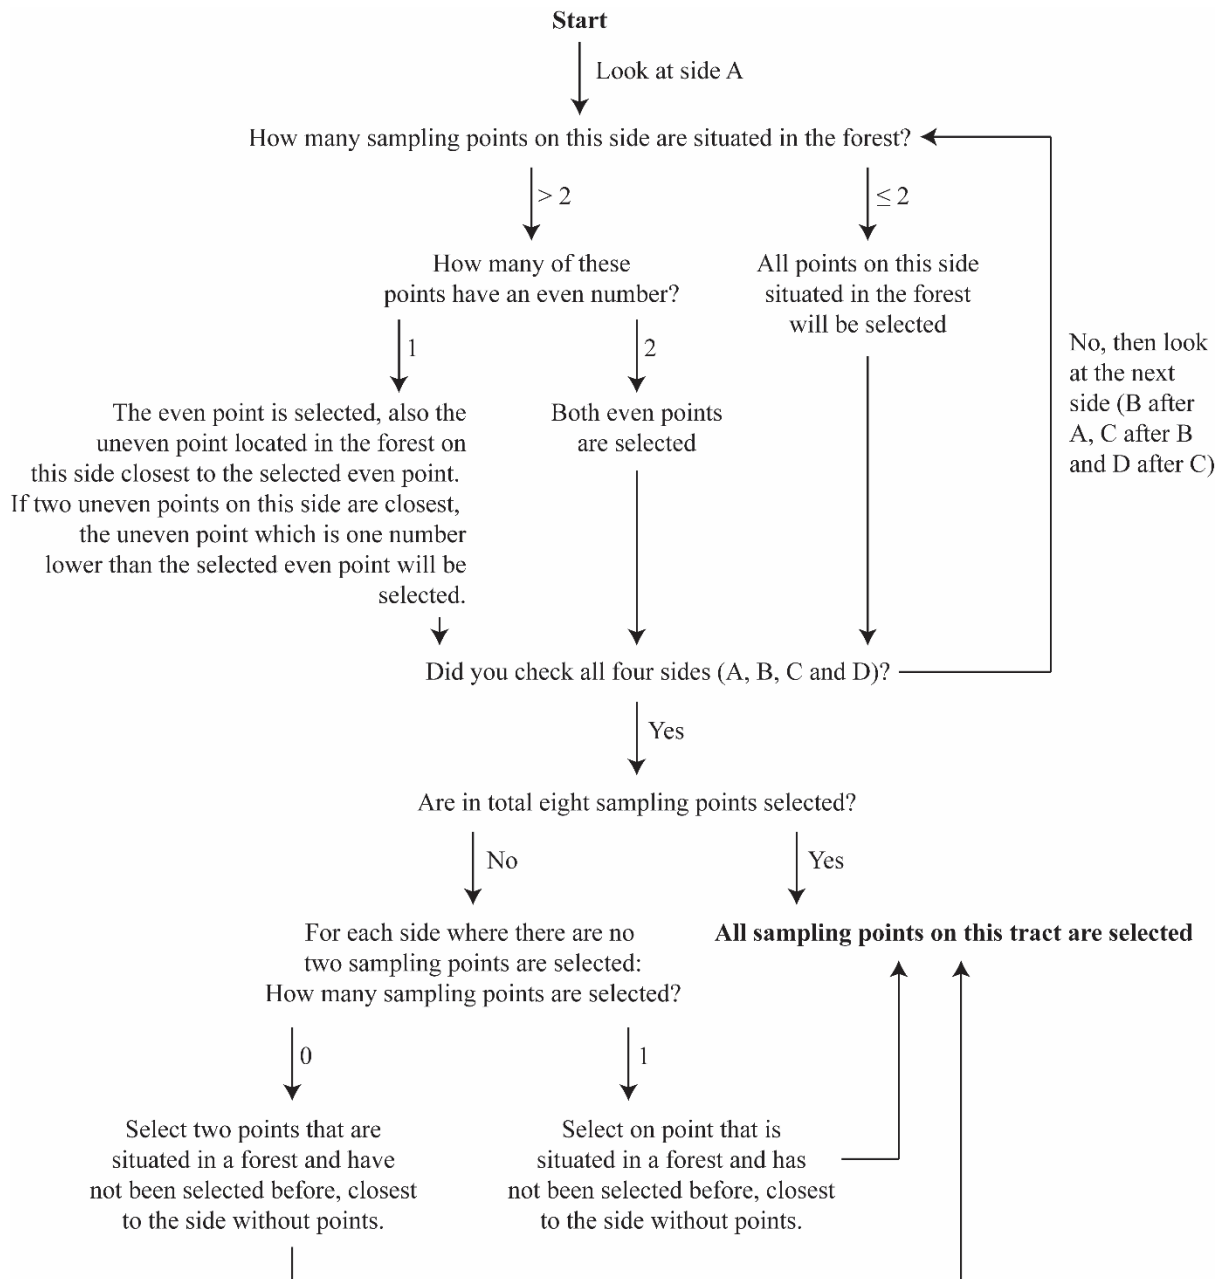 Start
Look at side A
How many sampling points on this side are situated in the forest?
> 2
≤ 2
How many of these
points have an even number?
All points on this side
situated in the forest
will be selected
No, then look
at the next
side (B after
A, C after B
and D after C)
1
2
The even point is selected, also the
uneven point located in the forest on
this side closest to the selected even point.
If two uneven points on this side are closest,
the uneven point which is one number
lower than the selected even point will be
selected.
Both even points
are selected
Did you check all four sides (A, B, C and D)?
Yes
Are in total eight sampling points selected?
No
Yes
For each side where there are no
two sampling points are selected:
How many sampling points are selected?
All sampling points on this tract are selected
0
1
Select two points that are
situated in a forest and have
not been selected before, closest
to the side without points.
Select on point that is
situated in a forest and has
not been selected before, closest
to the side without points.